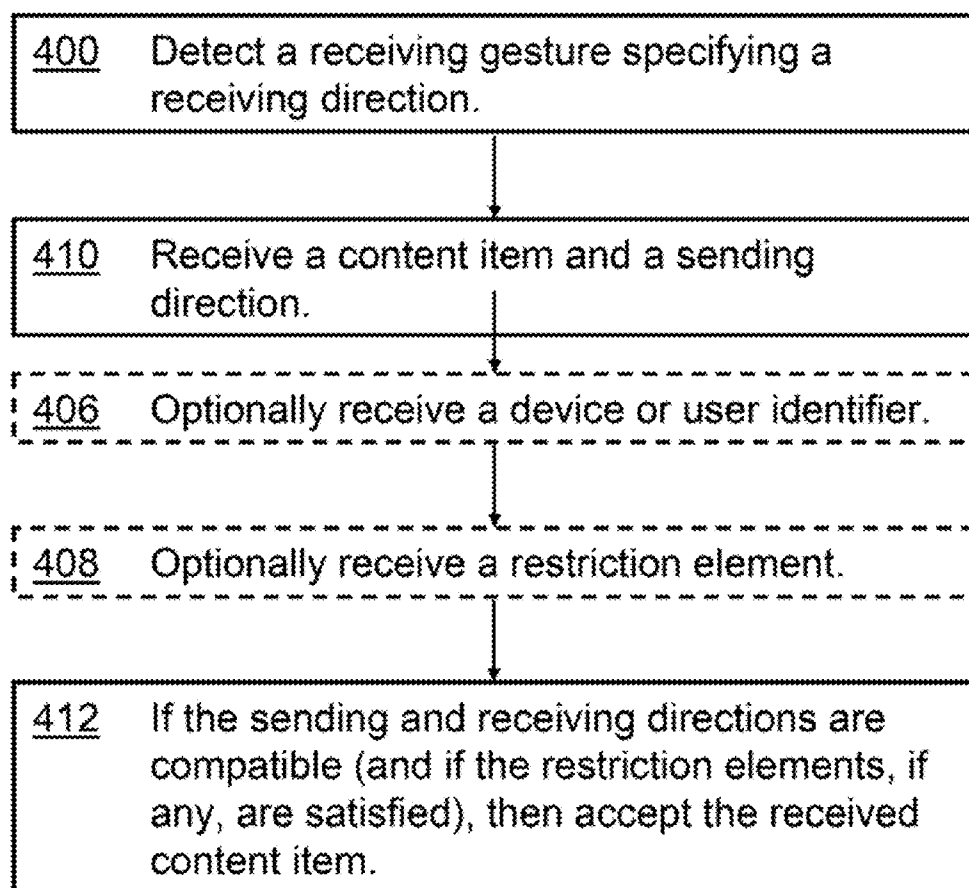 400 Detect a receiving gesture specifying a
receiving direction.
410 Receive a content item and a sending
direction.
406 Optionally receive a device or user identifier.
408 Optionally receive a restriction element.
412 If the sending and receiving directions are
compatible (and if the restriction elements, if
any, are satisfied), then accept the received
content item.